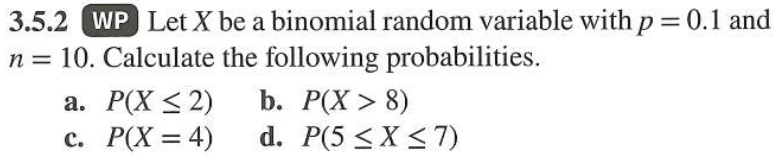 3.5.2 WP Let X be a binomial random variable with p = 0.1 and
n = 10. Calculate the following probabilities.
a. P(X ≤ 2) b. P(X > 8)
c. P(X = 4) d. P(5 ≤ X ≤ 7)